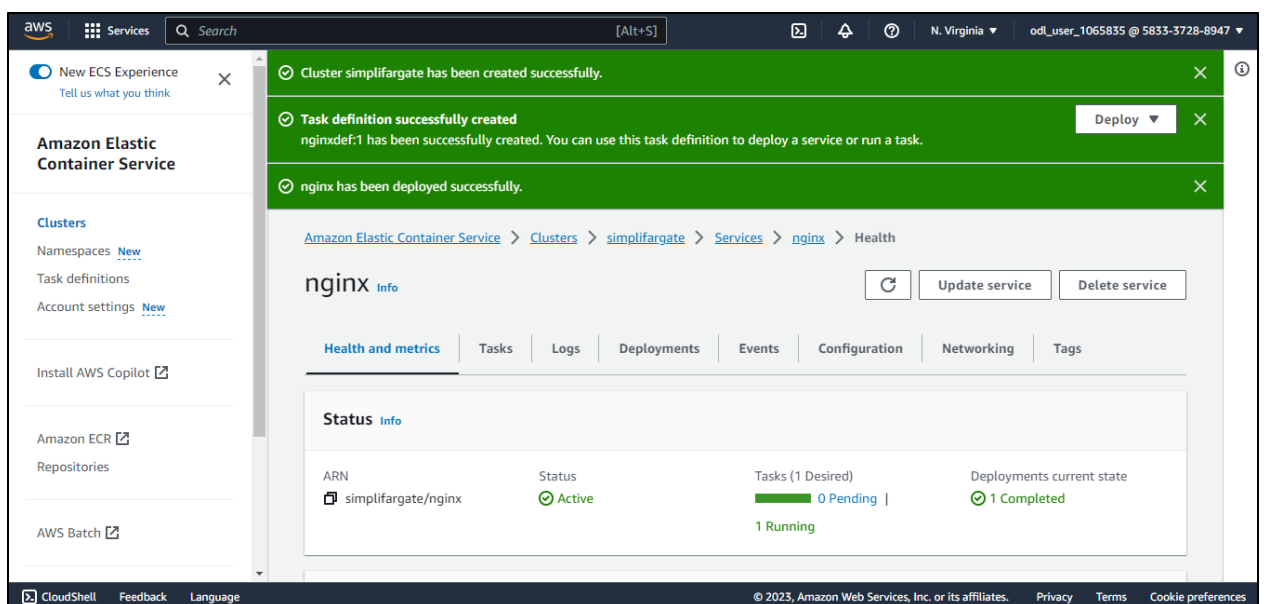 aws
Services
Search
[Alt+S]
N. Virginia ▼
odl_user_1065835 @ 5833-3728-8947 ▼
New ECS Experience
Tell us what you think
Amazon Elastic
Container Service
Clusters
Namespaces New
Task definitions
Account settings New
Install AWS Copilot
Amazon ECR
Repositories
AWS Batch
Cluster simplifargate has been created successfully.
Task definition successfully created
nginxdef:1 has been successfully created. You can use this task definition to deploy a service or run a task.
Deploy ▼
nginx has been deployed successfully.
Amazon Elastic Container Service > Clusters > simplifargate > Services > nginx > Health
nginx Info
Update service
Delete service
Health and metrics
Tasks
Logs
Deployments
Events
Configuration
Networking
Tags
Status Info
ARN
simplifargate/nginx
Status
Active
Tasks (1 Desired)
0 Pending |
1 Running
Deployments current state
1 Completed
CloudShell
Feedback
Language
© 2023, Amazon Web Services, Inc. or its affiliates.
Privacy
Terms
Cookie preferences